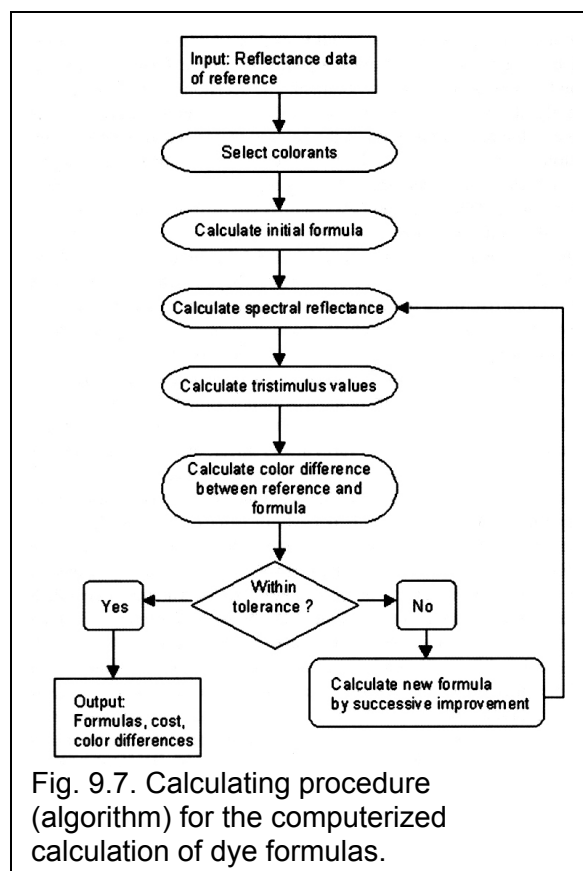 Input: Reflectance data
of reference
Select colorants
Calculate initial formula
Calculate spectral reflectance
Calculate tristimulus values
Calculate color difference
between reference and
formula
Within
tolerance ?
Yes
No
Output:
Formulas, cost,
color differences
Calculate new formula
by successive improvement
Fig. 9.7. Calculating procedure
(algorithm) for the computerized
calculation of dye formulas.